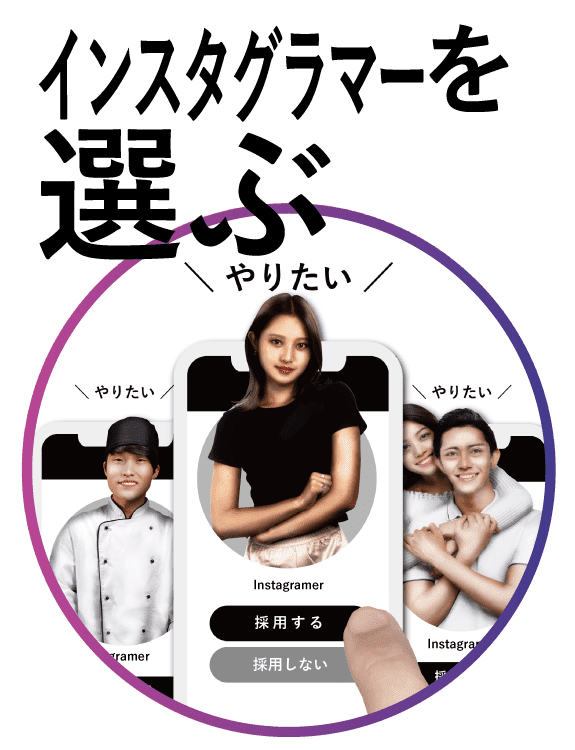 インスタグラマーを
選ぶ
＼ やりたい ／
＼ やりたい ／
＼ やりたい ／
Instagramer
採用する
採用しない